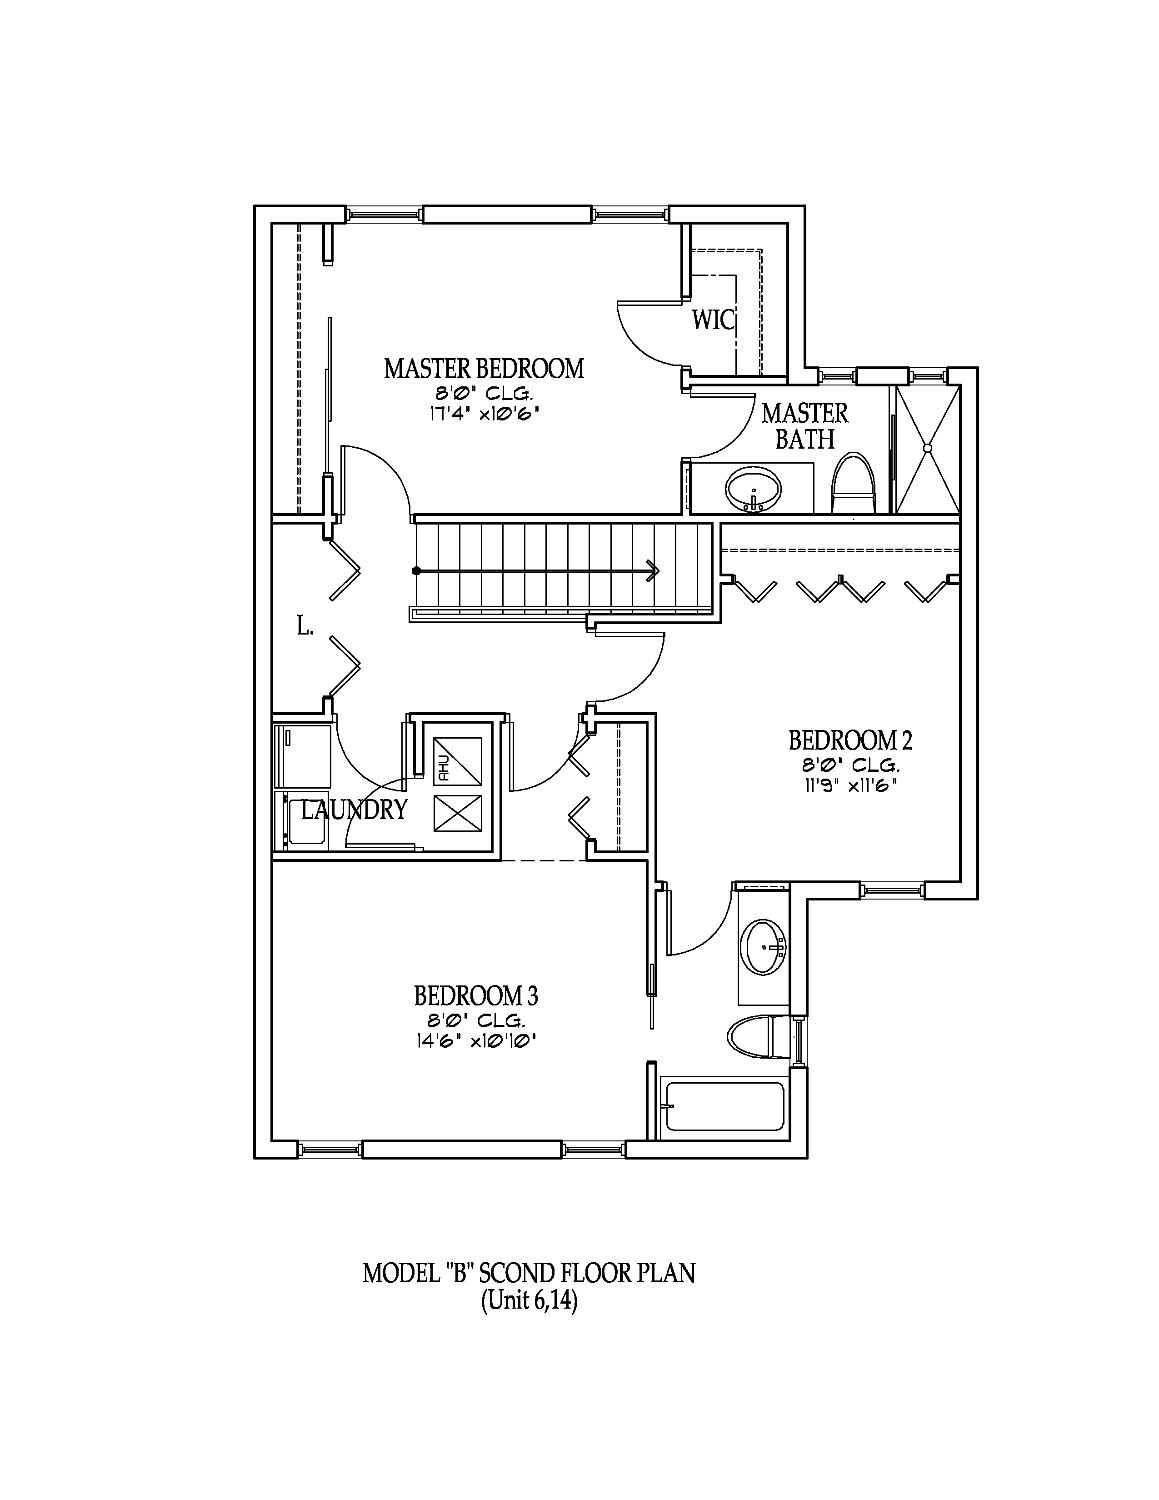 WIC
MASTER BEDROOM
8'0" CLG.
17'4" x10'6"
MASTER
BATH
L.
BEDROOM 2
8'0" CLG.
11'9" x11'6"
AHU
LAUNDRY
BEDROOM 3
8'0" CLG.
14'6" x10'10"
MODEL "B" SCOND FLOOR PLAN
(Unit 6,14)